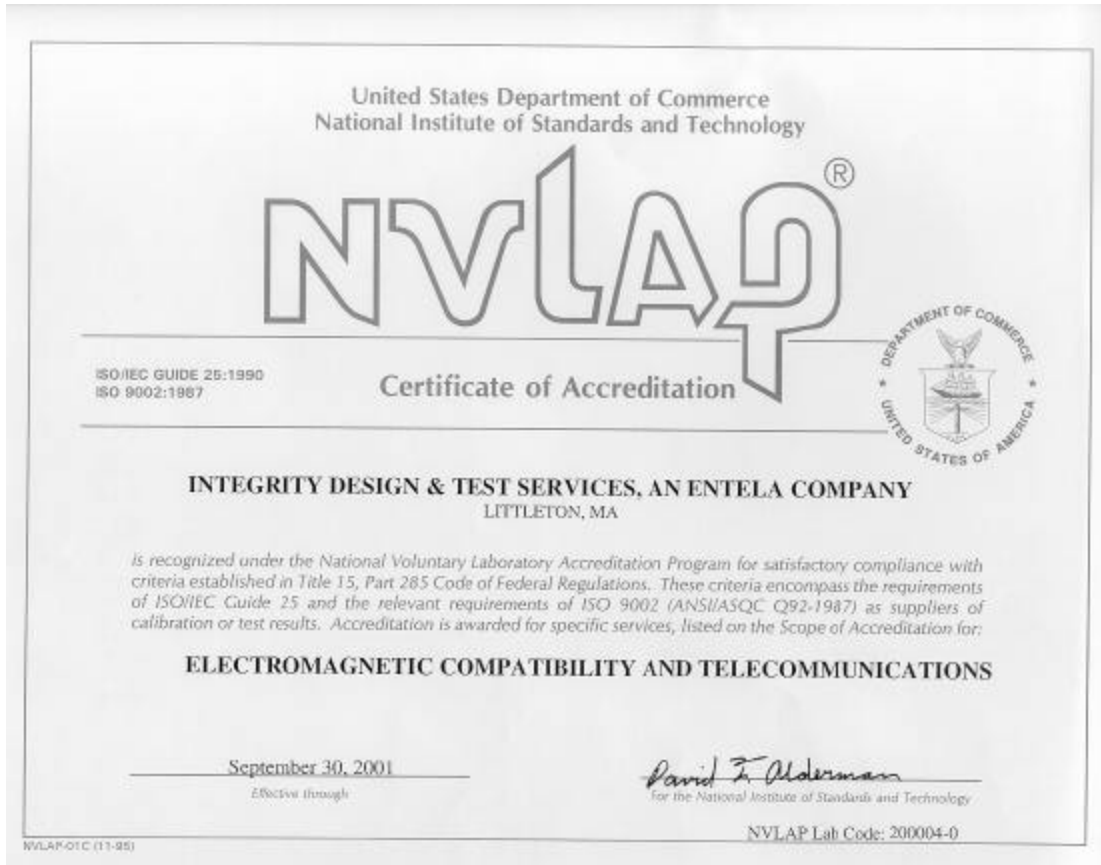 United States Department of Commerce
National Institute of Standards and Technology
NVLAP®
ISO/IEC GUIDE 25:1990
ISO 9002:1987
Certificate of Accreditation
DEPARTMENT OF COMMERCE
* UNITED STATES OF AMERICA *
INTEGRITY DESIGN & TEST SERVICES, AN ENTELA COMPANY
LITTLETON, MA
is recognized under the National Voluntary Laboratory Accreditation Program for satisfactory compliance with
criteria established in Title 15, Part 285 Code of Federal Regulations. These criteria encompass the requirements
of ISO/IEC Guide 25 and the relevant requirements of ISO 9002 (ANSI/ASQC Q92-1987) as suppliers of
calibration or test results. Accreditation is awarded for specific services, listed on the Scope of Accreditation for:
ELECTROMAGNETIC COMPATIBILITY AND TELECOMMUNICATIONS
September 30, 2001
Effective through
David F. Alderman
For the National Institute of Standards and Technology
NVLAP Lab Code: 200004-0
NVLAP-01C (11-95)